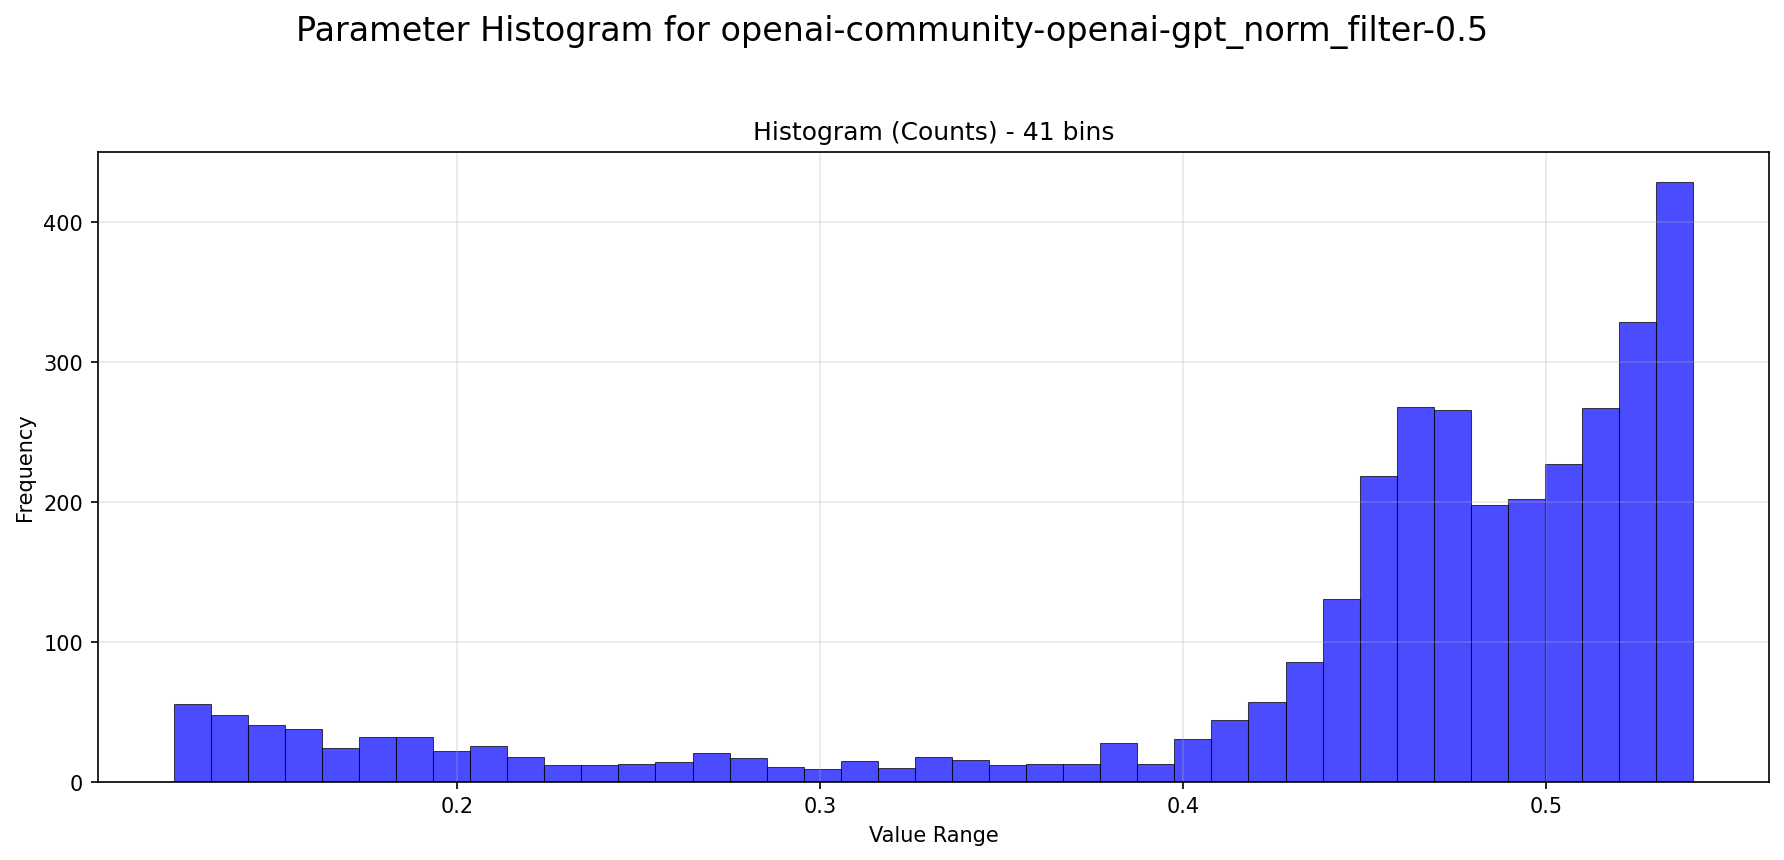 Parameter Histogram for openai-community-openai-gpt_norm_filter-0.5
Histogram (Counts) - 41 bins
Frequency
400
300
200
100
0
0.2
0.3
0.4
0.5
Value Range